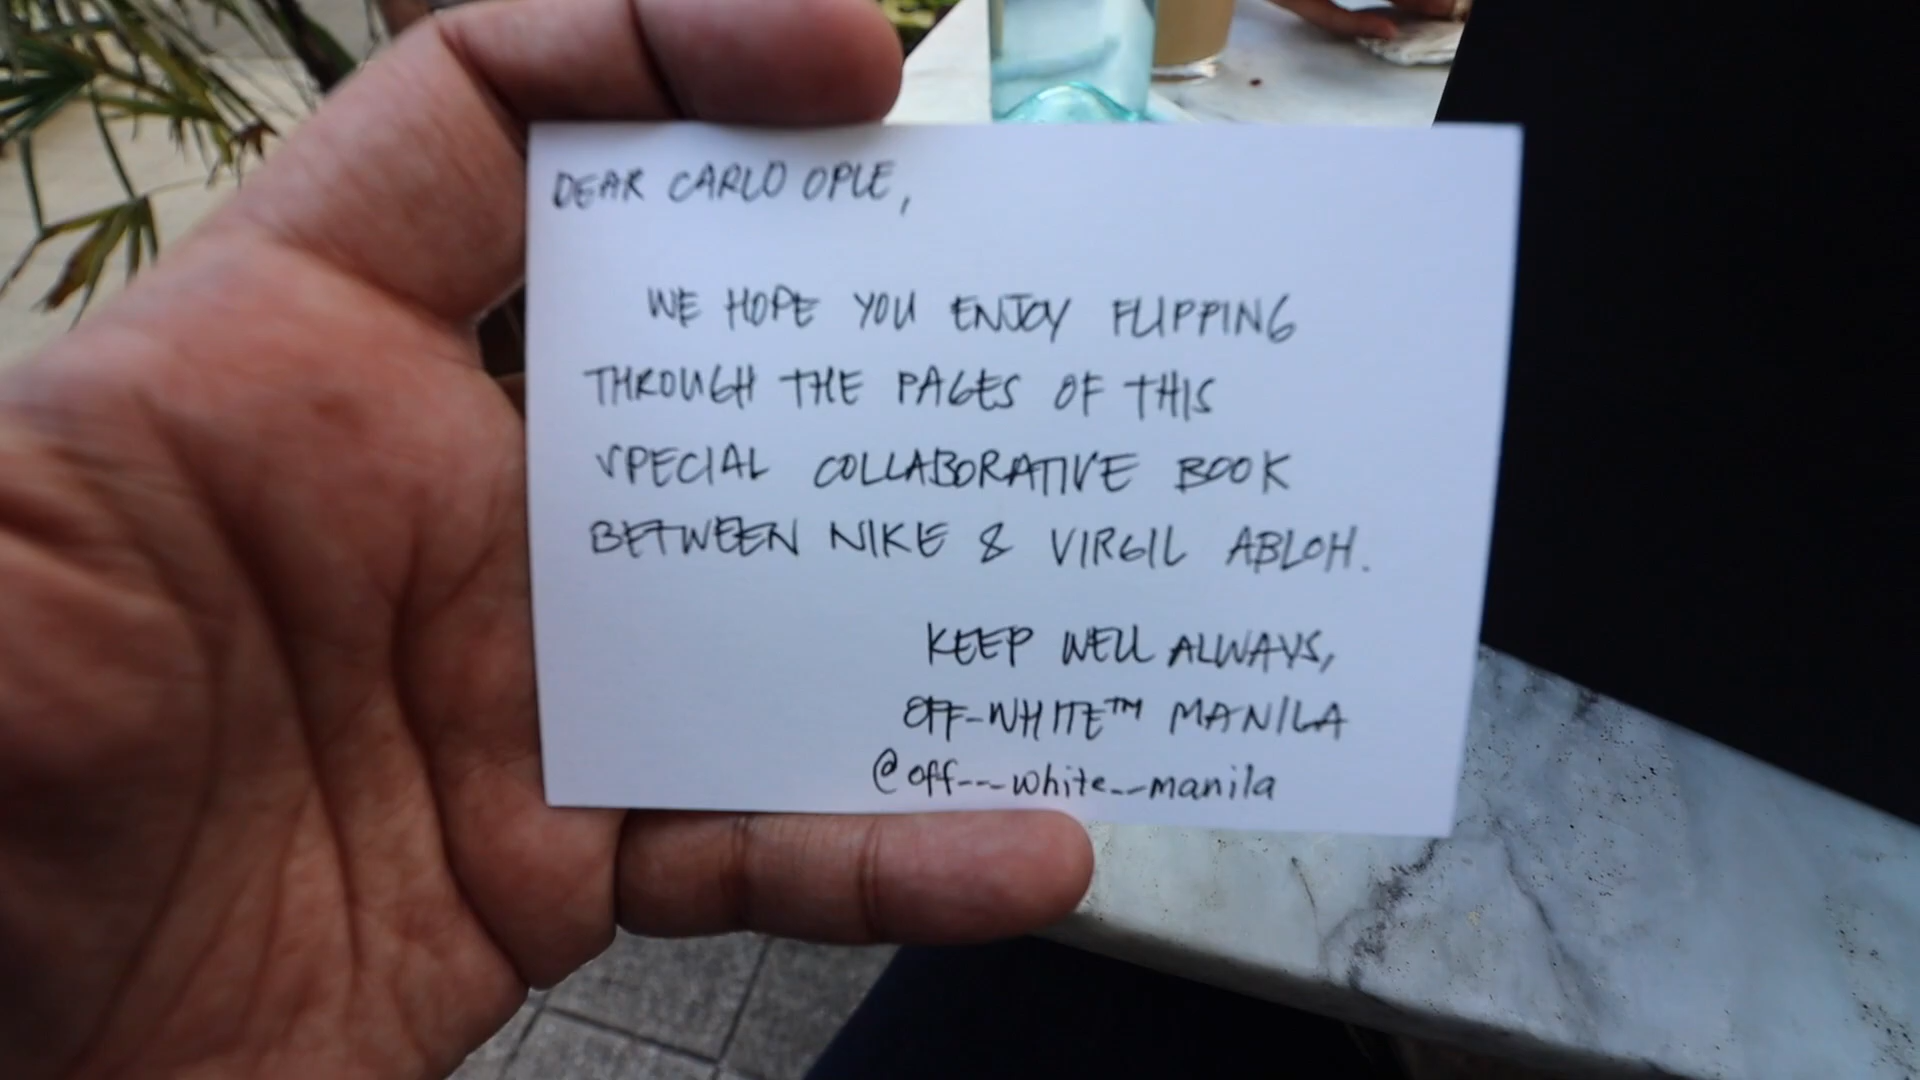 DEAR CARLO OPLE,
WE HOPE YOU ENJOY FLIPPING
THROUGH THE PAGES OF THIS
SPECIAL COLLABORATIVE BOOK
BETWEEN NIKE & VIRGIL ABLOH.
KEEP WELL ALWAYS,
OFF-WHITE™ MANILA
@off---white--manila